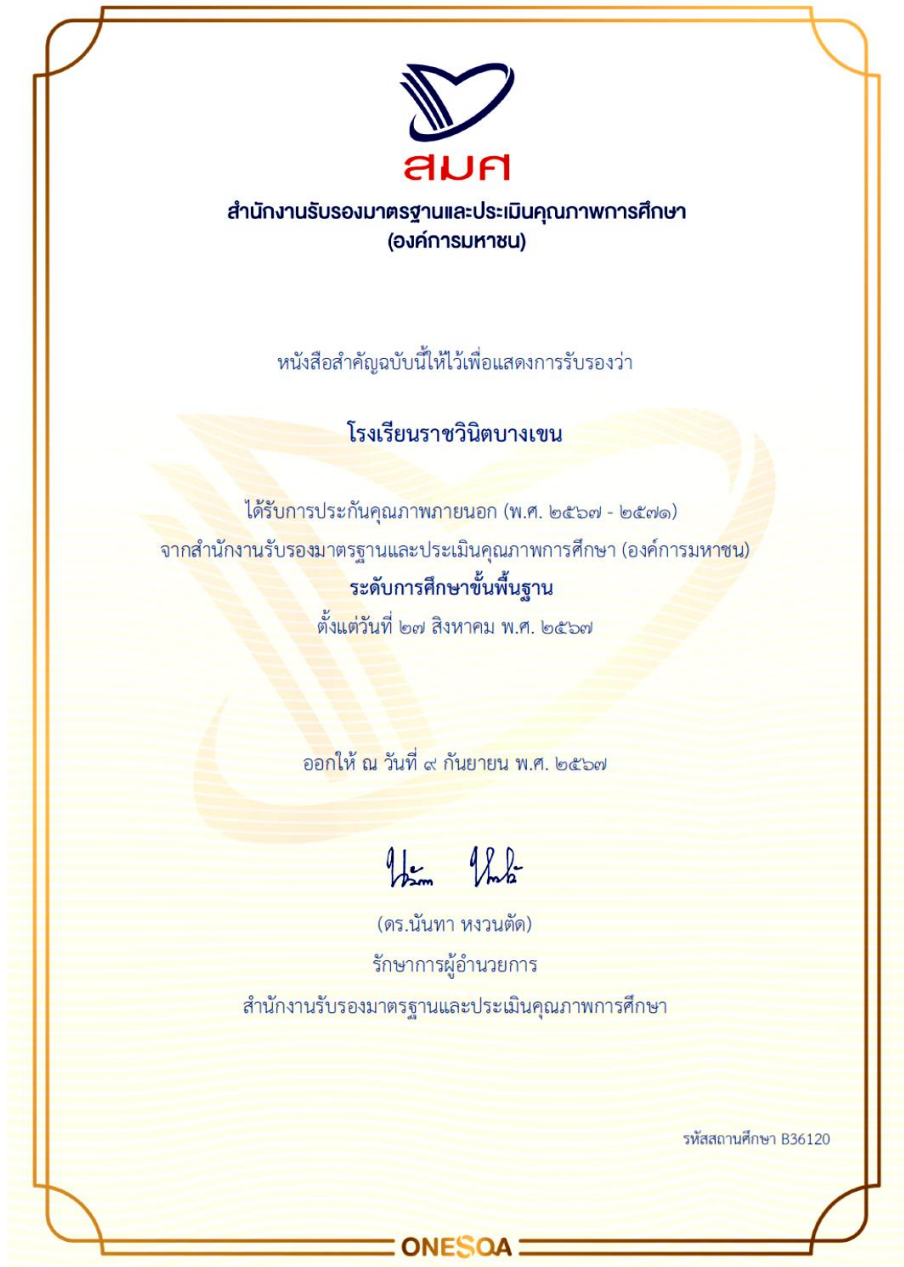 สมศ
สำนักงานรับรองมาตรฐานและประเมินคุณภาพการศึกษา
(องค์การมหาชน)
หนังสือสำคัญฉบับนี้ให้ไว้เพื่อแสดงการรับรองว่า
โรงเรียนราชวินิตบางเขน
ได้รับการประกันคุณภาพภายนอก (พ.ศ. ๒๕๖๗ - ๒๕๗๑)
จากสำนักงานรับรองมาตรฐานและประเมินคุณภาพการศึกษา (องค์การมหาชน)
ระดับการศึกษาขั้นพื้นฐาน
ตั้งแต่วันที่ ๒๗ สิงหาคม พ.ศ. ๒๕๖๗
ออกให้ ณ วันที่ ๙ กันยายน พ.ศ. ๒๕๖๗
(ดร.นันทา หงวนตัด)
รักษาการผู้อำนวยการ
สำนักงานรับรองมาตรฐานและประเมินคุณภาพการศึกษา
รหัสสถานศึกษา B36120
ONESQA